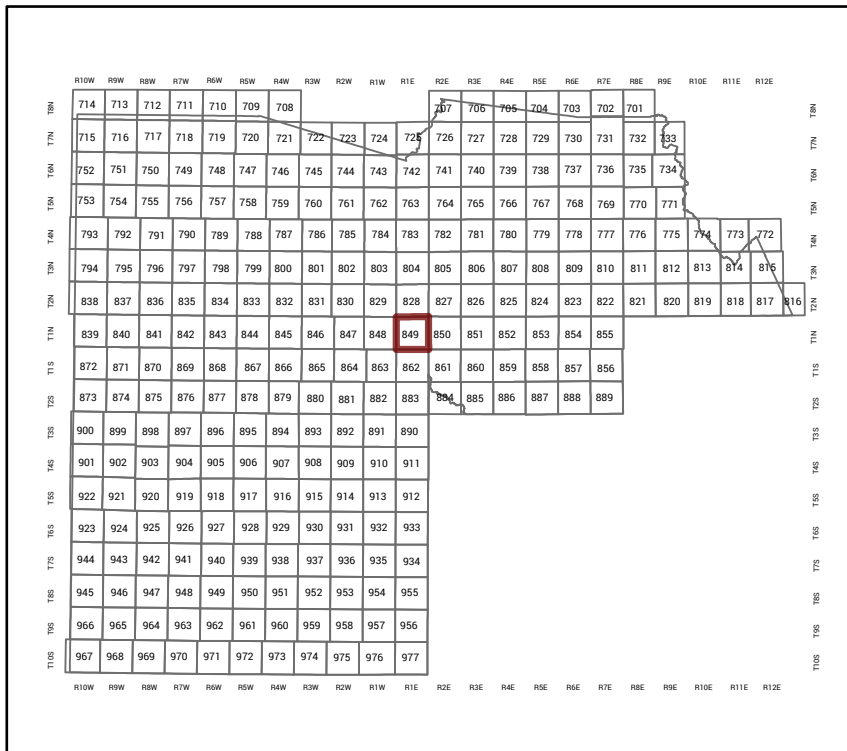 R10W R9W R8W R7W R6W R5W R4W R3W R2W R1W R1E R2E R3E R4E R5E R6E R7E R8E R9E R10E R11E R12E
T8N 714 713 712 711 710 709 708 707 706 705 704 703 702 701 T8N
T7N 715 716 717 718 719 720 721 722 723 724 725 726 727 728 729 730 731 732 733 T7N
T6N 752 751 750 749 748 747 746 745 744 743 742 741 740 739 738 737 736 735 734 T6N
T5N 753 754 755 756 757 758 759 760 761 762 763 764 765 766 767 768 769 770 771 T5N
T4N 793 792 791 790 789 788 787 786 785 784 783 782 781 780 779 778 777 776 775 774 773 772 T4N
T3N 794 795 796 797 798 799 800 801 802 803 804 805 806 807 808 809 810 811 812 813 814 815 T3N
T2N 838 837 836 835 834 833 832 831 830 829 828 827 826 825 824 823 822 821 820 819 818 817 816 T2N
T1N 839 840 841 842 843 844 845 846 847 848 849 850 851 852 853 854 855 T1N
T1S 872 871 870 869 868 867 866 865 864 863 862 861 860 859 858 857 856 T1S
T2S 873 874 875 876 877 878 879 880 881 882 883 884 885 886 887 888 889 T2S
T3S 900 899 898 897 896 895 894 893 892 891 890 T3S
T4S 901 902 903 904 905 906 907 908 909 910 911 T4S
T5S 922 921 920 919 918 917 916 915 914 913 912 T5S
T6S 923 924 925 926 927 928 929 930 931 932 933 T6S
T7S 944 943 942 941 940 939 938 937 936 935 934 T7S
T8S 945 946 947 948 949 950 951 952 953 954 955 T8S
T9S 966 965 964 963 962 961 960 959 958 957 956 T9S
T10S 967 968 969 970 971 972 973 974 975 976 977 T10S
R10W R9W R8W R7W R6W R5W R4W R3W R2W R1W R1E R2E R3E R4E R5E R6E R7E R8E R9E R10E R11E R12E